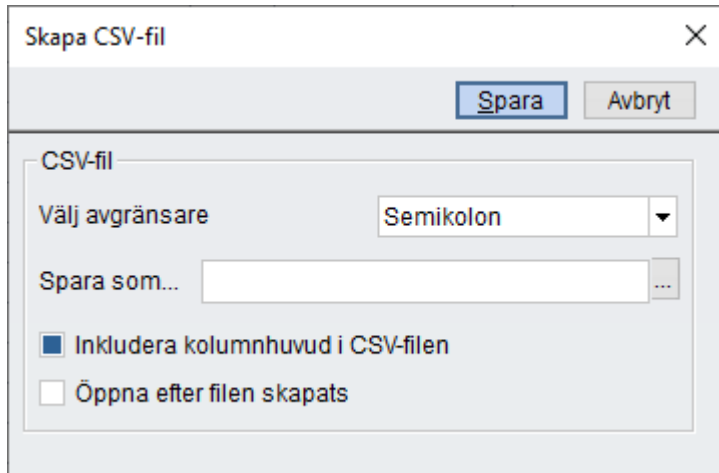 Skapa CSV-fil
Spara Avbryt
CSV-fil
Välj avgränsare Semikolon
Spara som... ...
Inkludera kolumnhuvud i CSV-filen
Öppna efter filen skapats